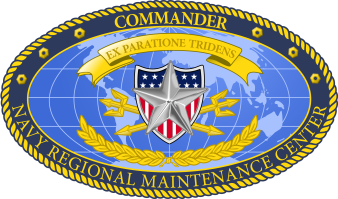 COMMANDER
EX PARATIONE TRIDENS
NAVY REGIONAL MAINTENANCE CENTER